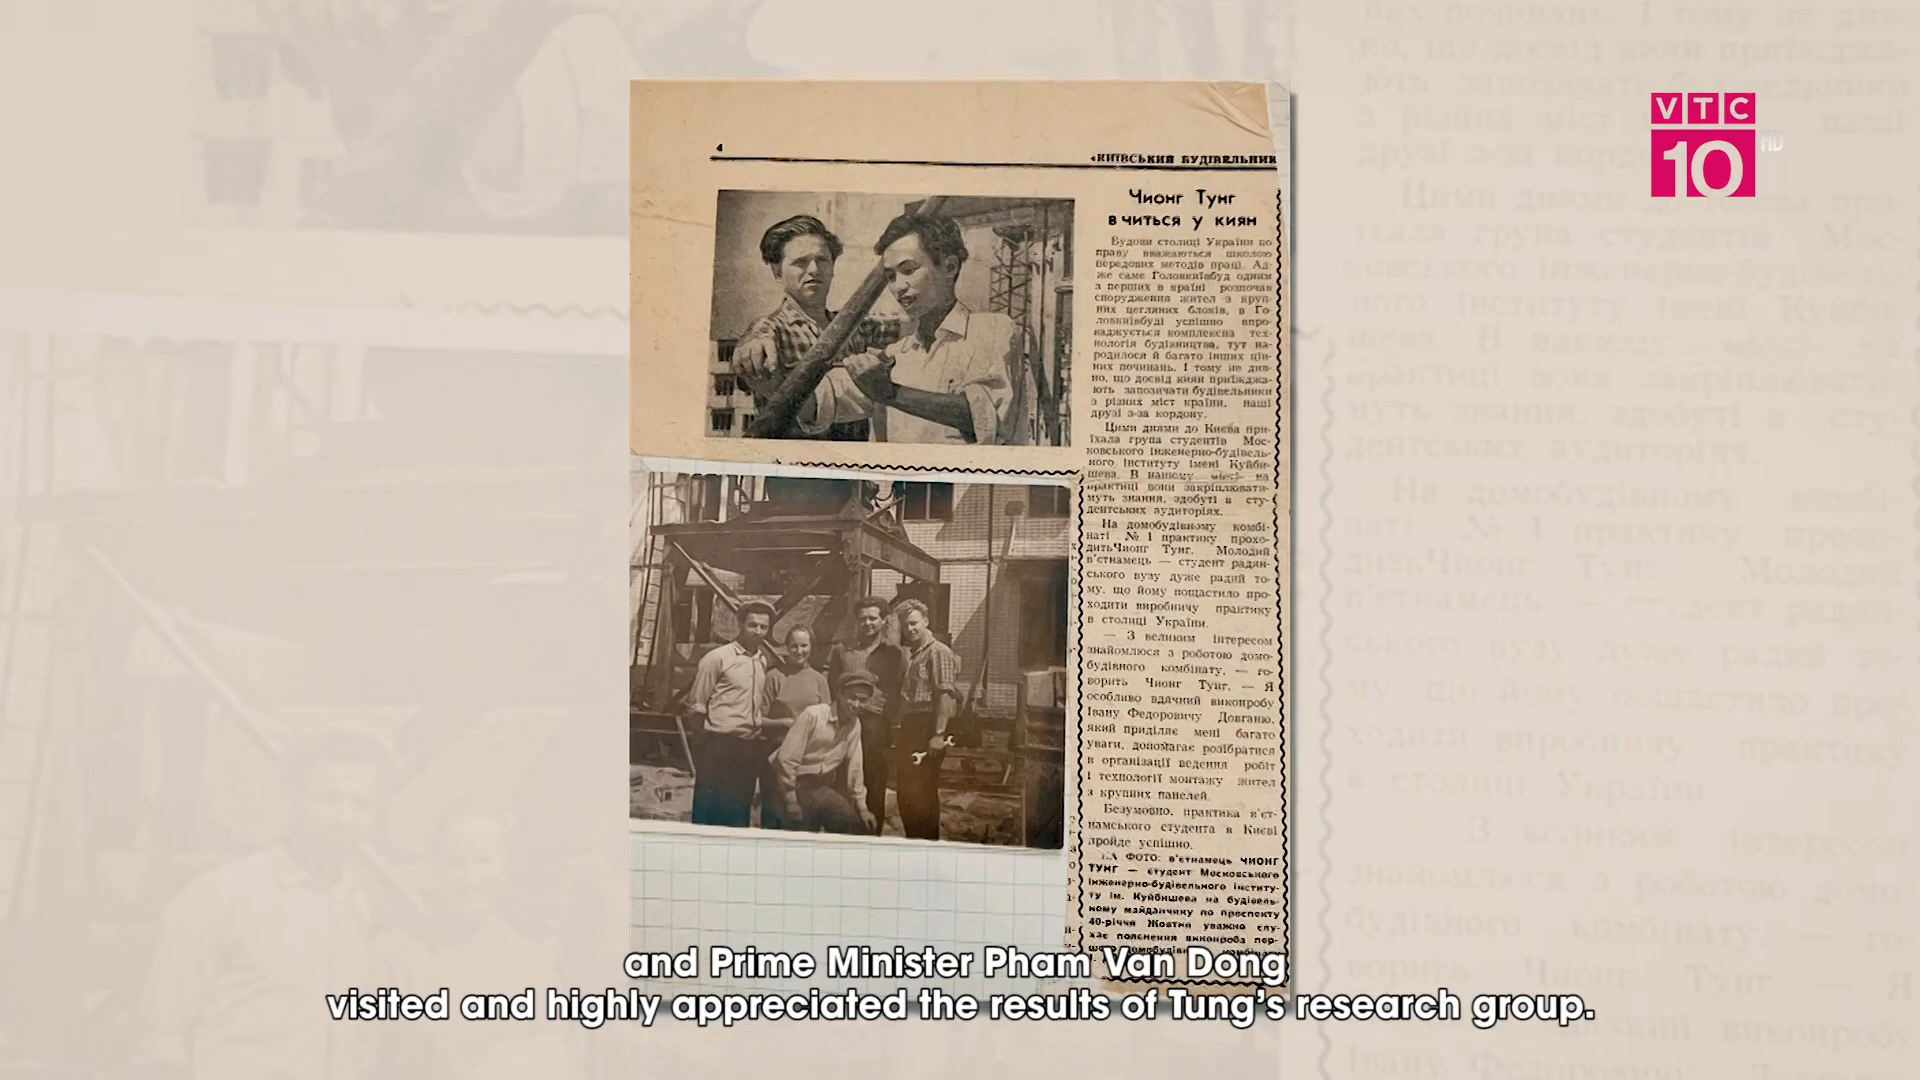 VTC
10
HD
4
«КИЇВСЬКИЙ БУДІВЕЛЬНИК
Чионг Тунг
вчиться у киян
Будови столиці України по
праву вважаються школою
передових методів праці. Ад-
же саме Головкиївбуд одним
з перших в країні розпочав
спорудження жител з круп-
них цегляних блоків, в Го-
ловкиївбуді успішно впро-
ваджується комплексна тех-
нологія будівництва, тут на-
родилося й багато інших цін-
них починань. І тому не див-
но, що досвід киян приїжджа-
ють запозичати будівельники
з різних міст країни, наші
друзі з-за кордону.
Цими днями до Києва при-
їхала група студентів Мос-
ковського інженерно-будівель-
ного інституту імені Куйби-
шева. В нашому місті на
практиці вони закріплювати-
муть знання, здобуті в сту-
дентських аудиторіях.
На домобудівному комбі-
наті № 1 практику прохо-
дитьЧионг Тунг. Молодий
в'єтнамець — студент радян-
ського вузу дуже радий то-
му, що йому пощастило про-
ходити виробничу практику
в столиці України.
— З великим інтересом
знайомлюся з роботою домо-
будівного комбінату, — го-
ворить Чионг Тунг. — Я
особливо вдячний виконробу
Івану Федоровичу Довганю,
який приділяє мені багато
уваги, допомагає розібратися
в організації ведення робіт
і технології монтажу жител
з крупних панелей.
Безумовно, практика в'єт-
намського студента в Києві
пройде успішно.
НА ФОТО: в'єтнамець ЧИОНГ
ТУНГ — студент Московського
інженерно-будівельного інститу-
ту ім. Куйбишева на будівель-
ному майданчику по проспекту
40-річчя Жовтня уважно слу-
хає пояснення виконроба пер-
and Prime Minister Pham Van Dong
visited and highly appreciated the results of Tung's research group.